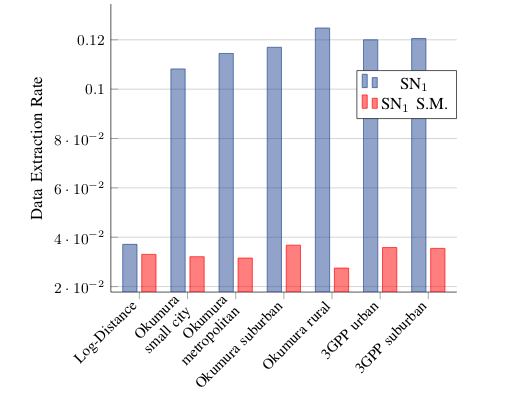 0.12
0.1
8 · 10⁻²
6 · 10⁻²
4 · 10⁻²
2 · 10⁻²
Data Extraction Rate
SN₁
SN₁ S.M.
Log-Distance
Okumura
small city
Okumura
metropolitan
Okumura suburban
Okumura rural
3GPP urban
3GPP suburban